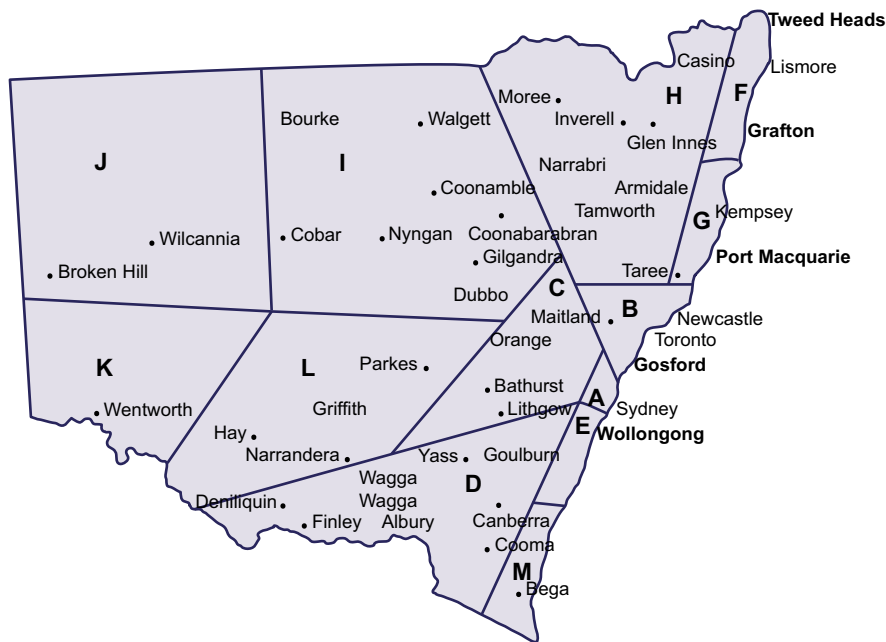 Tweed Heads
Casino
Lismore
Moree
H
F
Bourke
Walgett
Inverell
Grafton
Glen Innes
J
I
Narrabri
Coonamble
Armidale
Tamworth
G
Kempsey
Wilcannia
Cobar
Nyngan
Coonabarabran
Port Macquarie
Broken Hill
Gilgandra
Taree
C
Dubbo
B
Maitland
Newcastle
Orange
Toronto
K
L
Parkes
Gosford
Bathurst
A
Wentworth
Griffith
Lithgow
Sydney
E
Wollongong
Hay
Narrandera
Yass
Goulburn
Wagga
Wagga
D
Deniliquin
Finley
Albury
Canberra
Cooma
M
Bega